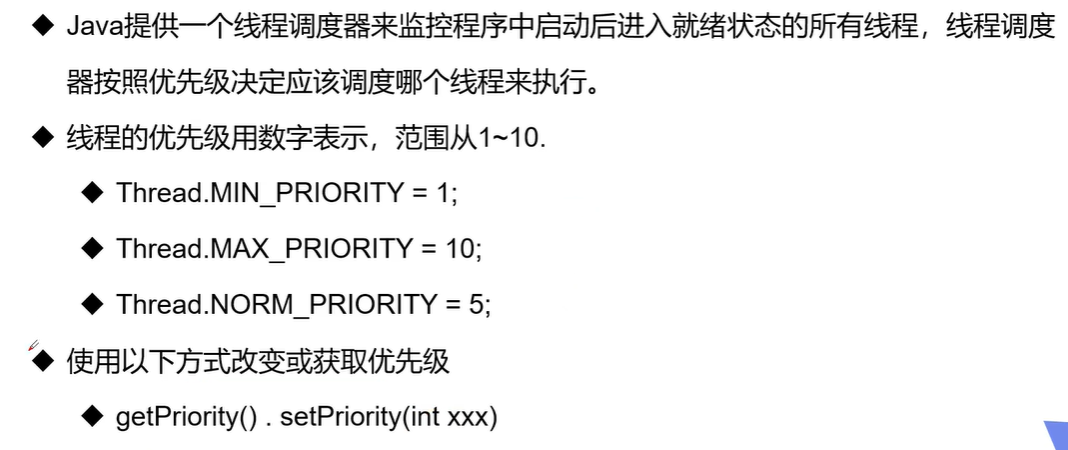 ◆ Java提供一个线程调度器来监控程序中启动后进入就绪状态的所有线程，线程调度
器按照优先级决定应该调度哪个线程来执行。
◆ 线程的优先级用数字表示，范围从1~10.
◆ Thread.MIN_PRIORITY = 1;
◆ Thread.MAX_PRIORITY = 10;
◆ Thread.NORM_PRIORITY = 5;
◆ 使用以下方式改变或获取优先级
◆ getPriority() . setPriority(int xxx)